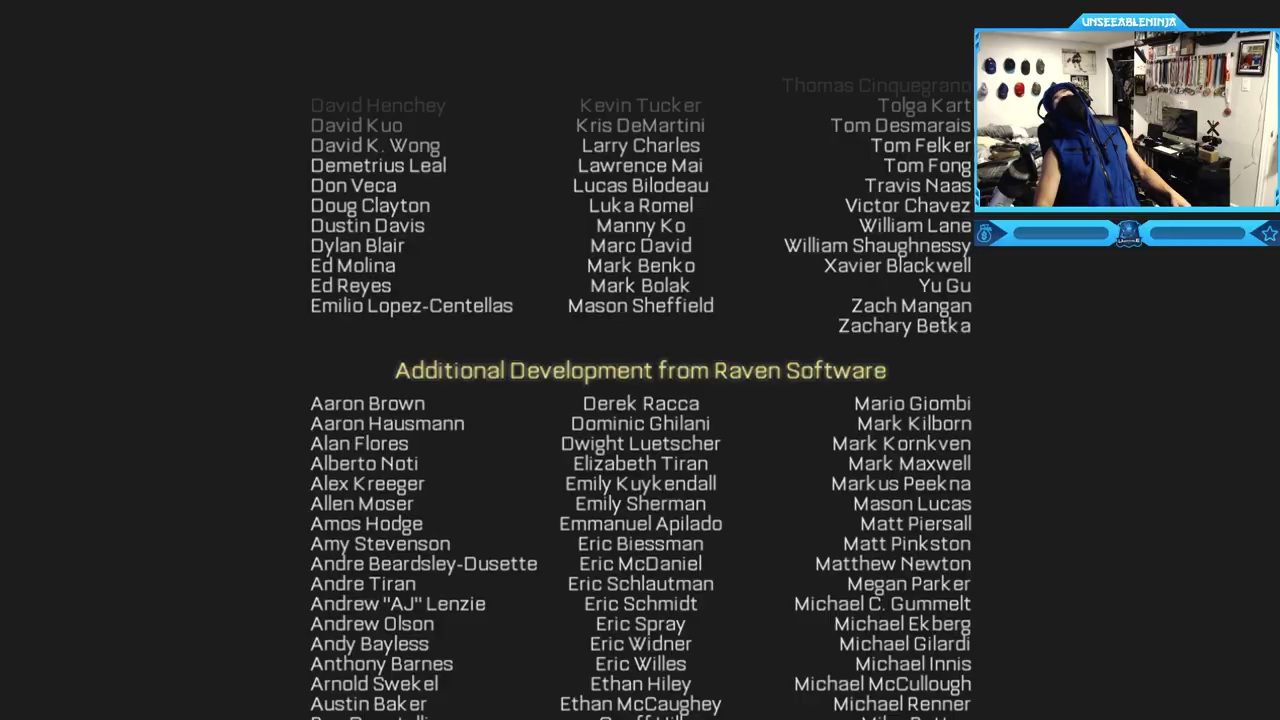 UNSEEABLENINJA
Thomas Cinquegrano
David Henchey Kevin Tucker Tolga Kart
David Kuo Kris DeMartini Tom Desmarais
David K. Wong Larry Charles Tom Felker
Demetrius Leal Lawrence Mai Tom Fong
Don Veca Lucas Bilodeau Travis Naas
Doug Clayton Luka Romel Victor Chavez
Dustin Davis Manny Ko William Lane
Dylan Blair Marc David William Shaughnessy
Ed Molina Mark Benko Xavier Blackwell
Ed Reyes Mark Bolak Yu Gu
Emilio Lopez-Centellas Mason Sheffield Zach Mangan
Zachary Betka
Additional Development from Raven Software
Aaron Brown Derek Racca Mario Giombi
Aaron Hausmann Dominic Ghilani Mark Kilborn
Alan Flores Dwight Luetscher Mark Kornkven
Alberto Noti Elizabeth Tiran Mark Maxwell
Alex Kreeger Emily Kuykendall Markus Peekna
Allen Moser Emily Sherman Mason Lucas
Amos Hodge Emmanuel Apilado Matt Piersall
Amy Stevenson Eric Biessman Matt Pinkston
Andre Beardsley-Dusette Eric McDaniel Matthew Newton
Andre Tiran Eric Schlautman Megan Parker
Andrew "AJ" Lenzie Eric Schmidt Michael C. Gummelt
Andrew Olson Eric Spray Michael Ekberg
Andy Bayless Eric Widner Michael Gilardi
Anthony Barnes Eric Willes Michael Innis
Arnold Swekel Ethan Hiley Michael McCullough
Austin Baker Ethan McCaughey Michael Renner